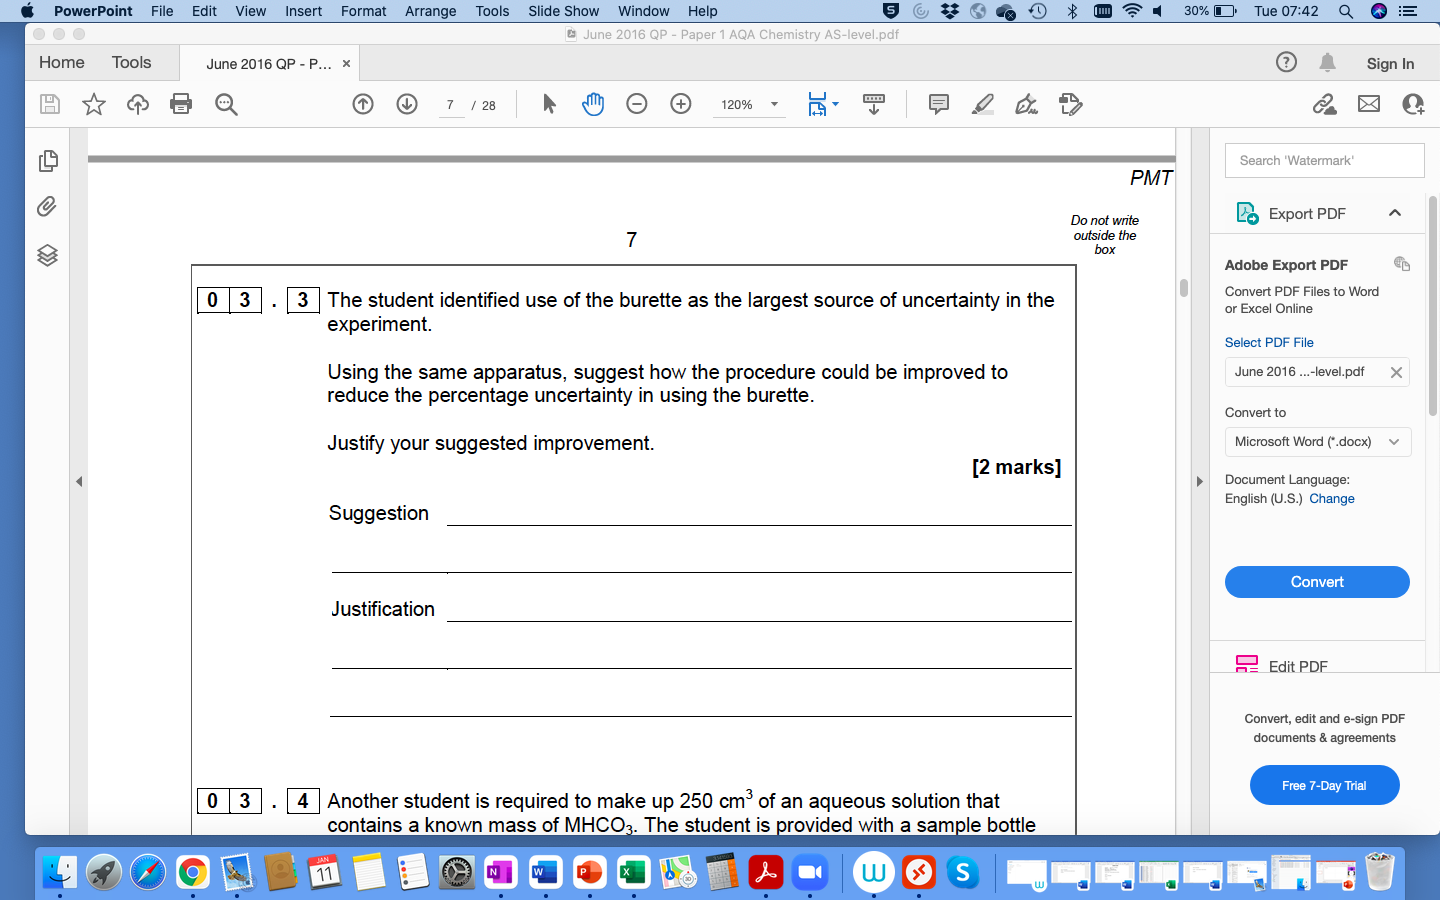 PowerPoint File Edit View Insert Format Arrange Tools Slide Show Window Help 30% Tue 07:42
June 2016 QP - Paper 1 AQA Chemistry AS-level.pdf
Home Tools June 2016 QP - P... × Sign In
7 / 28 120%
Search 'Watermark'
PMT
Export PDF
Do not write
outside the
box
7
Adobe Export PDF
Convert PDF Files to Word
or Excel Online
Select PDF File
June 2016 ...-level.pdf
Convert to
Microsoft Word (*.docx)
Document Language:
English (U.S.) Change
Convert
Edit PDF
Convert, edit and e-sign PDF
documents & agreements
Free 7-Day Trial
0 3 . 3 The student identified use of the burette as the largest source of uncertainty in the
experiment.
Using the same apparatus, suggest how the procedure could be improved to
reduce the percentage uncertainty in using the burette.
Justify your suggested improvement.
[2 marks]
Suggestion
Justification
0 3 . 4 Another student is required to make up 250 cm³ of an aqueous solution that
contains a known mass of MHCO₃. The student is provided with a sample bottle
JAN
11